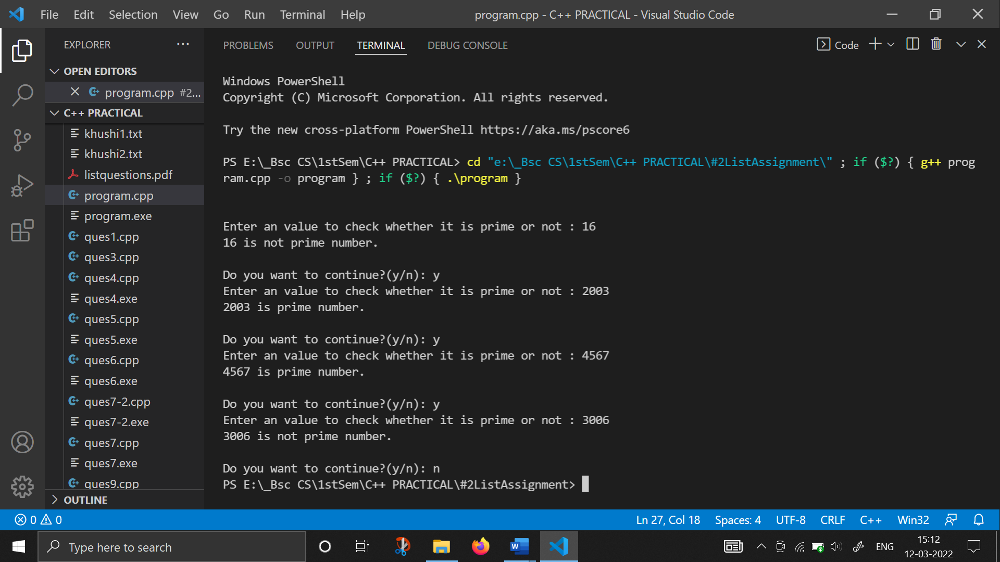 File Edit Selection View Go Run Terminal Help
program.cpp - C++ PRACTICAL - Visual Studio Code
EXPLORER
OPEN EDITORS
program.cpp #2...
C++ PRACTICAL
khushi1.txt
khushi2.txt
listquestions.pdf
program.cpp
program.exe
ques1.cpp
ques3.cpp
ques4.cpp
ques4.exe
ques5.cpp
ques5.exe
ques6.cpp
ques6.exe
ques7-2.cpp
ques7-2.exe
ques7.cpp
ques7.exe
ques9.cpp
OUTLINE
PROBLEMS OUTPUT TERMINAL DEBUG CONSOLE
Code
Windows PowerShell
Copyright (C) Microsoft Corporation. All rights reserved.
Try the new cross-platform PowerShell https://aka.ms/pscore6
PS E:\_Bsc CS\1stSem\C++ PRACTICAL> cd "e:\_Bsc CS\1stSem\C++ PRACTICAL\#2ListAssignment\" ; if ($?) { g++ prog
ram.cpp -o program } ; if ($?) { .\program }
Enter an value to check whether it is prime or not : 16
16 is not prime number.
Do you want to continue?(y/n): y
Enter an value to check whether it is prime or not : 2003
2003 is prime number.
Do you want to continue?(y/n): y
Enter an value to check whether it is prime or not : 4567
4567 is prime number.
Do you want to continue?(y/n): y
Enter an value to check whether it is prime or not : 3006
3006 is not prime number.
Do you want to continue?(y/n): n
PS E:\_Bsc CS\1stSem\C++ PRACTICAL\#2ListAssignment>
0 0
Ln 27, Col 18 Spaces: 4 UTF-8 CRLF C++ Win32
Type here to search
W
ENG
15:12
12-03-2022